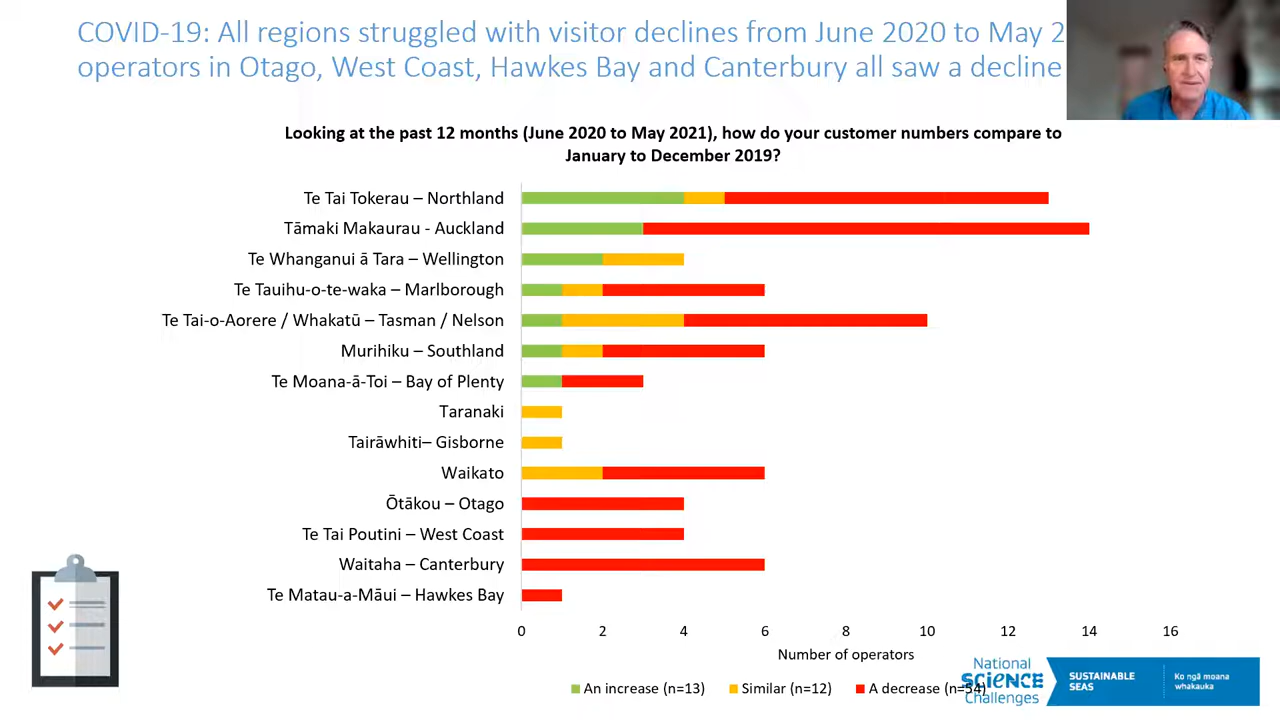 COVID-19: All regions struggled with visitor declines from June 2020 to May 2
operators in Otago, West Coast, Hawkes Bay and Canterbury all saw a decline
Looking at the past 12 months (June 2020 to May 2021), how do your customer numbers compare to
January to December 2019?
Te Tai Tokerau – Northland
Tāmaki Makaurau - Auckland
Te Whanganui ā Tara – Wellington
Te Tauihu-o-te-waka – Marlborough
Te Tai-o-Aorere / Whakatū – Tasman / Nelson
Murihiku – Southland
Te Moana-ā-Toi – Bay of Plenty
Taranaki
Tairāwhiti– Gisborne
Waikato
Ōtākou – Otago
Te Tai Poutini – West Coast
Waitaha – Canterbury
Te Matau-a-Māui – Hawkes Bay
0 2 4 6 8 10 12 14 16
Number of operators
An increase (n=13) Similar (n=12) A decrease (n=54)
National
SCIENCE
Challenges
SUSTAINABLE
SEAS
Ko ngā moana
whakauka